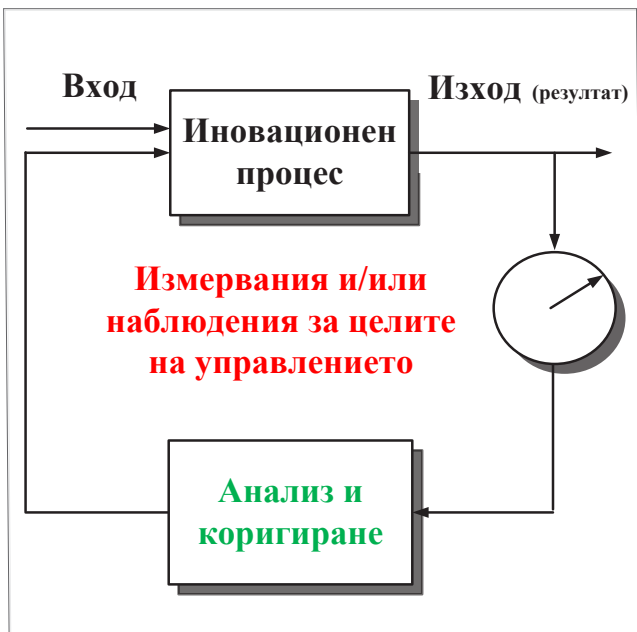 Вход
Изход (резултат)
Иновационен
процес
Измервания и/или
наблюдения за целите
на управлението
Анализ и
коригиране